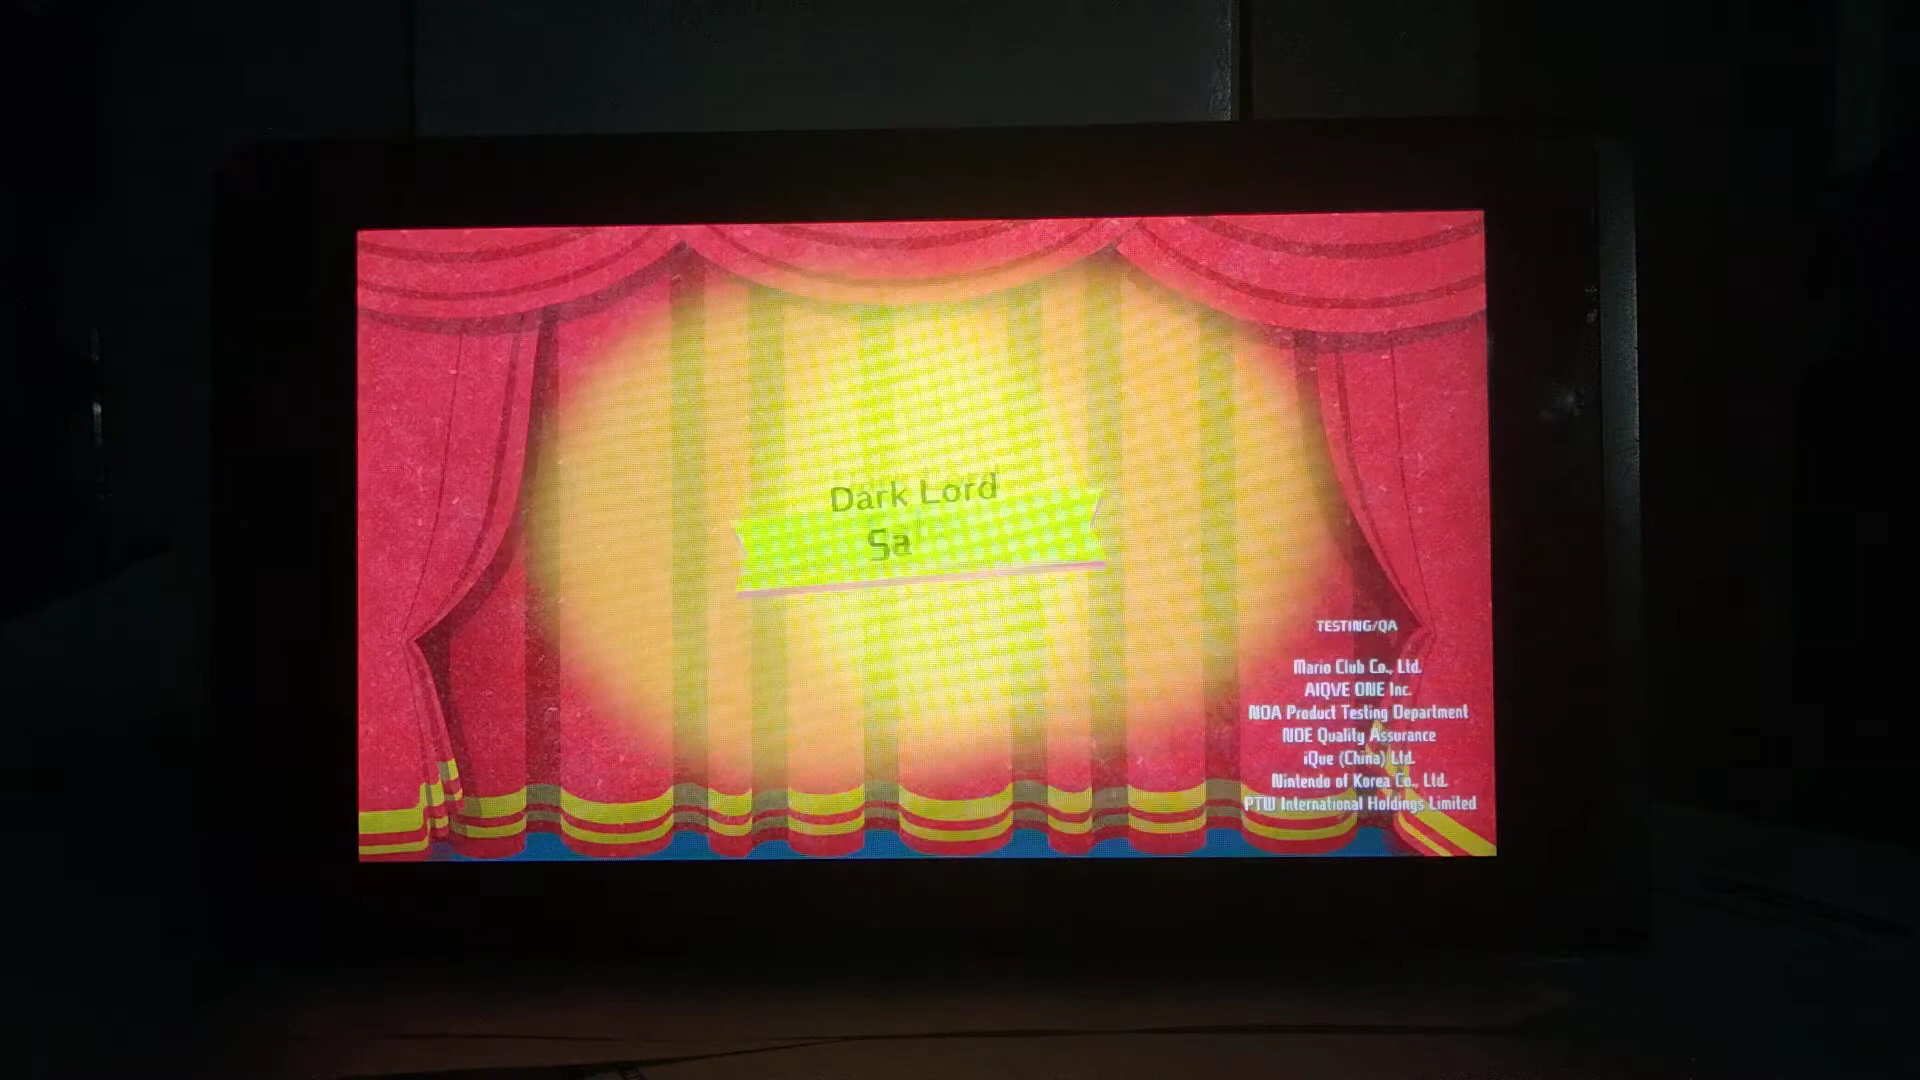 Dark Lord
Sa
TESTING/QA
Mario Club Co., Ltd.
AIQVE ONE Inc.
NOA Product Testing Department
NOE Quality Assurance
iQue (China) Ltd.
Nintendo of Korea Co., Ltd.
PTW International Holdings Limited